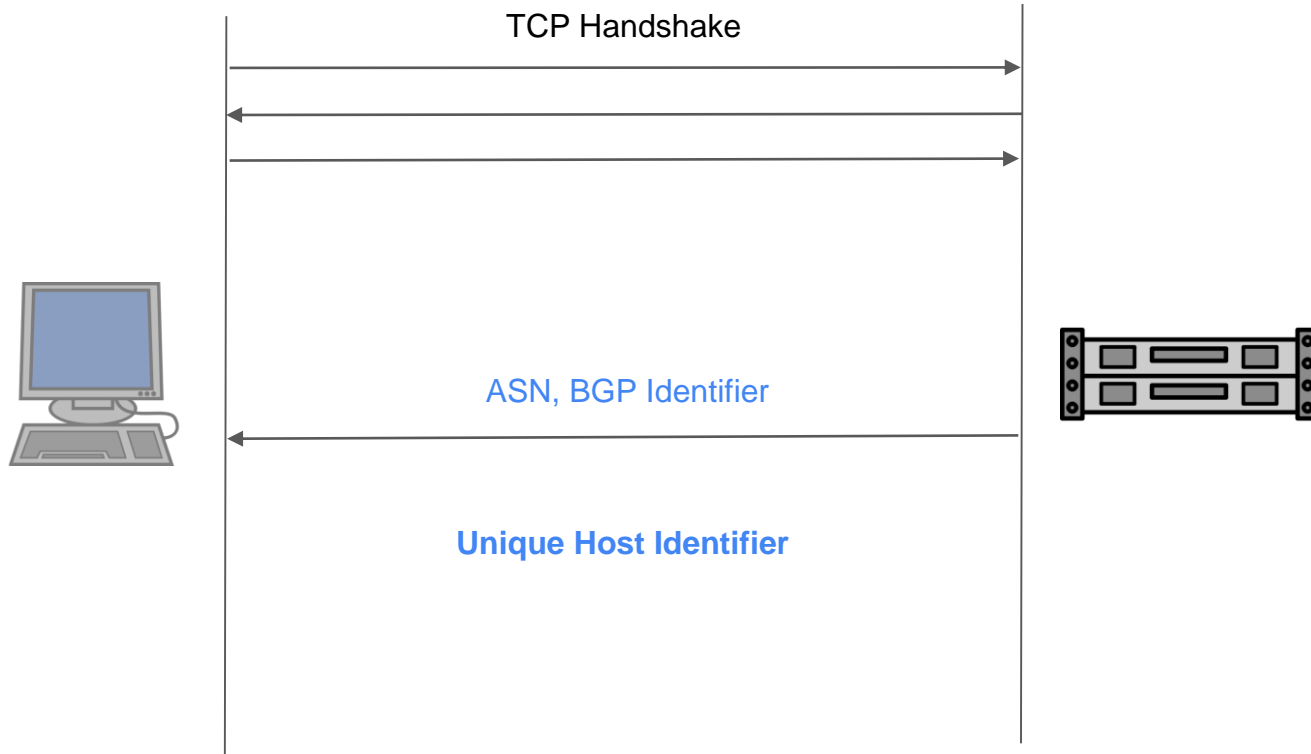 TCP Handshake
ASN, BGP Identifier
Unique Host Identifier